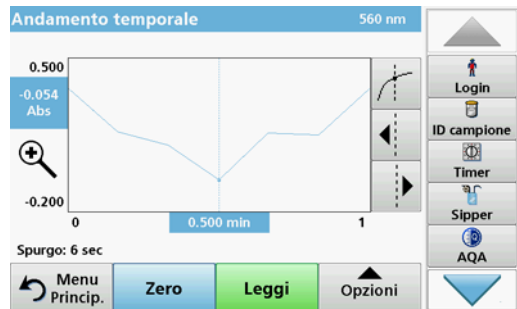 Andamento temporale 560 nm
0.500
-0.054
Abs
-0.200
0 0.500 min 1
Spurgo: 6 sec
Menu
Princip.
Zero
Leggi
Opzioni
Login
ID campione
Timer
Sipper
AQA